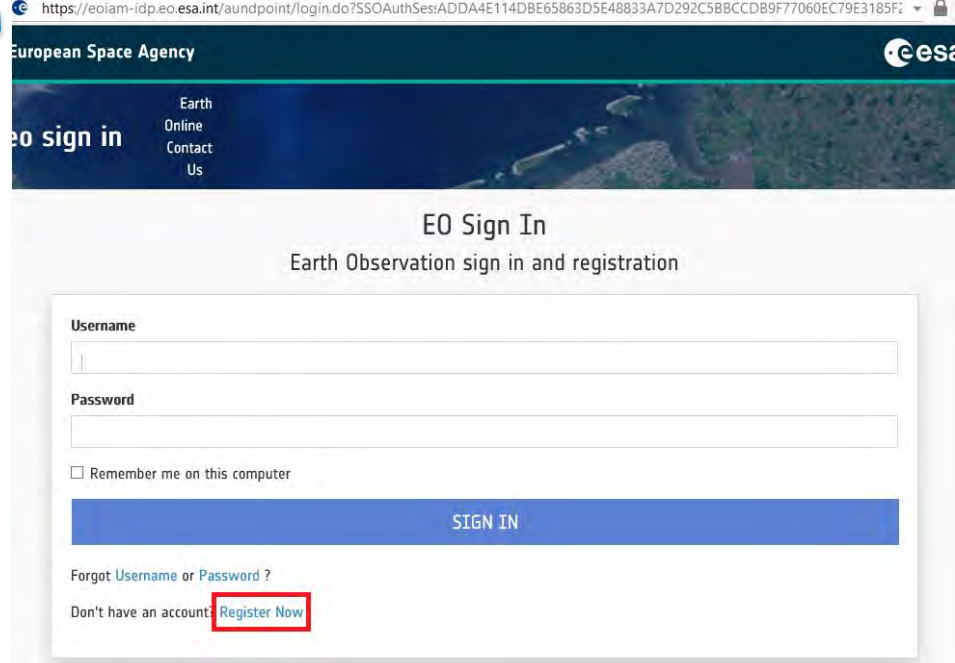 https://eoiam-idp.eo.esa.int/aundpoint/login.do?SSOAuthSes:ADDA4E114DBE65863D5E48833A7D292C5BBCCDB9F77060EC79E3185F2
European Space Agency
esa
eo sign in
Earth
Online
Contact
Us
EO Sign In
Earth Observation sign in and registration
Username
Password
Remember me on this computer
SIGN IN
Forgot Username or Password ?
Don't have an account? Register Now